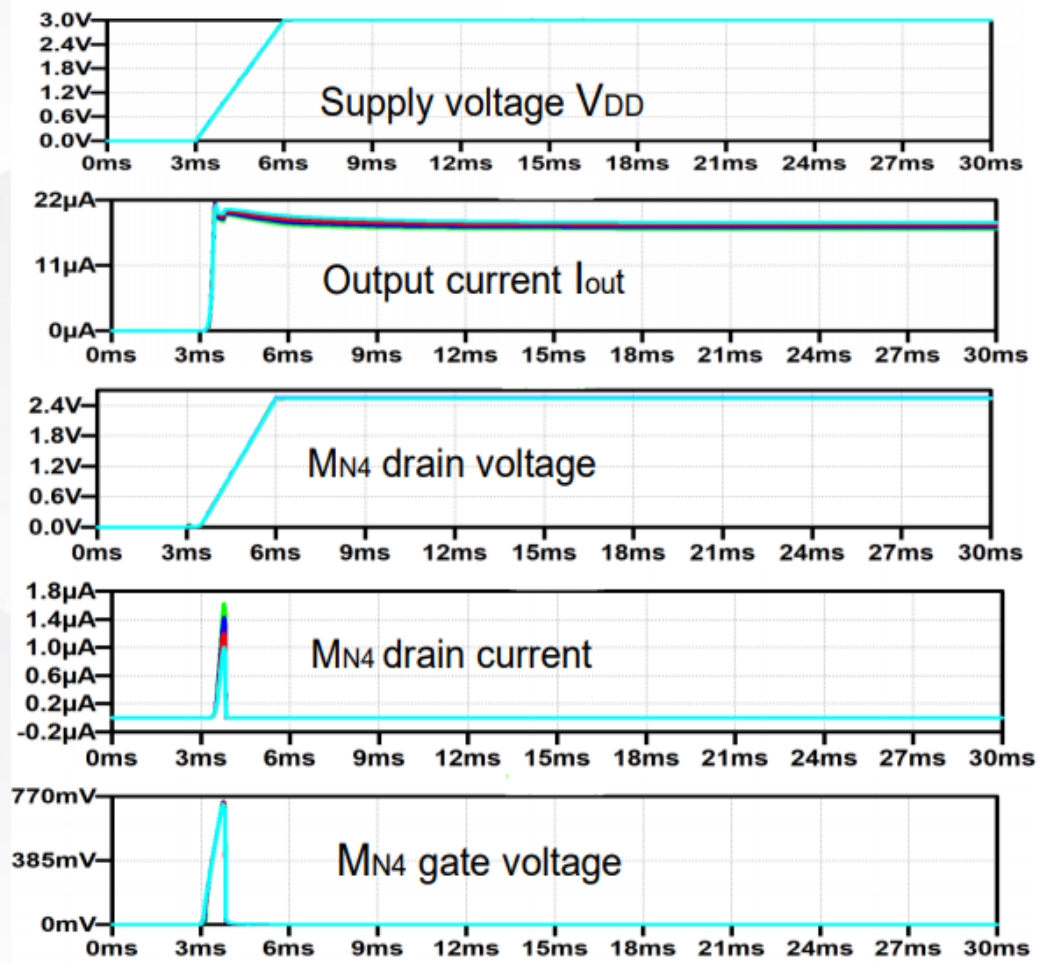 3.0V
2.4V
1.8V
1.2V
0.6V
0.0V
Supply voltage VDD
0ms 3ms 6ms 9ms 12ms 15ms 18ms 21ms 24ms 27ms 30ms
22µA
11µA
0µA
Output current Iout
0ms 3ms 6ms 9ms 12ms 15ms 18ms 21ms 24ms 27ms 30ms
2.4V
1.8V
1.2V
0.6V
0.0V
MN4 drain voltage
0ms 3ms 6ms 9ms 12ms 15ms 18ms 21ms 24ms 27ms 30ms
1.8µA
1.4µA
1.0µA
0.6µA
0.2µA
-0.2µA
MN4 drain current
0ms 3ms 6ms 9ms 12ms 15ms 18ms 21ms 24ms 27ms 30ms
770mV
385mV
0mV
MN4 gate voltage
0ms 3ms 6ms 9ms 12ms 15ms 18ms 21ms 24ms 27ms 30ms